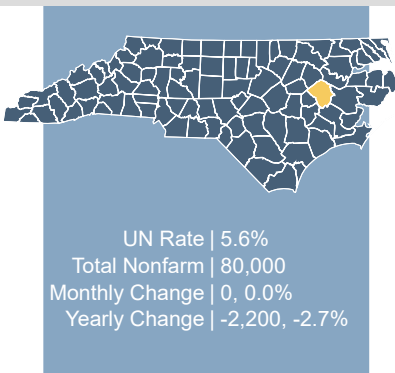 UN Rate | 5.6%
Total Nonfarm | 80,000
Monthly Change | 0, 0.0%
Yearly Change | -2,200, -2.7%